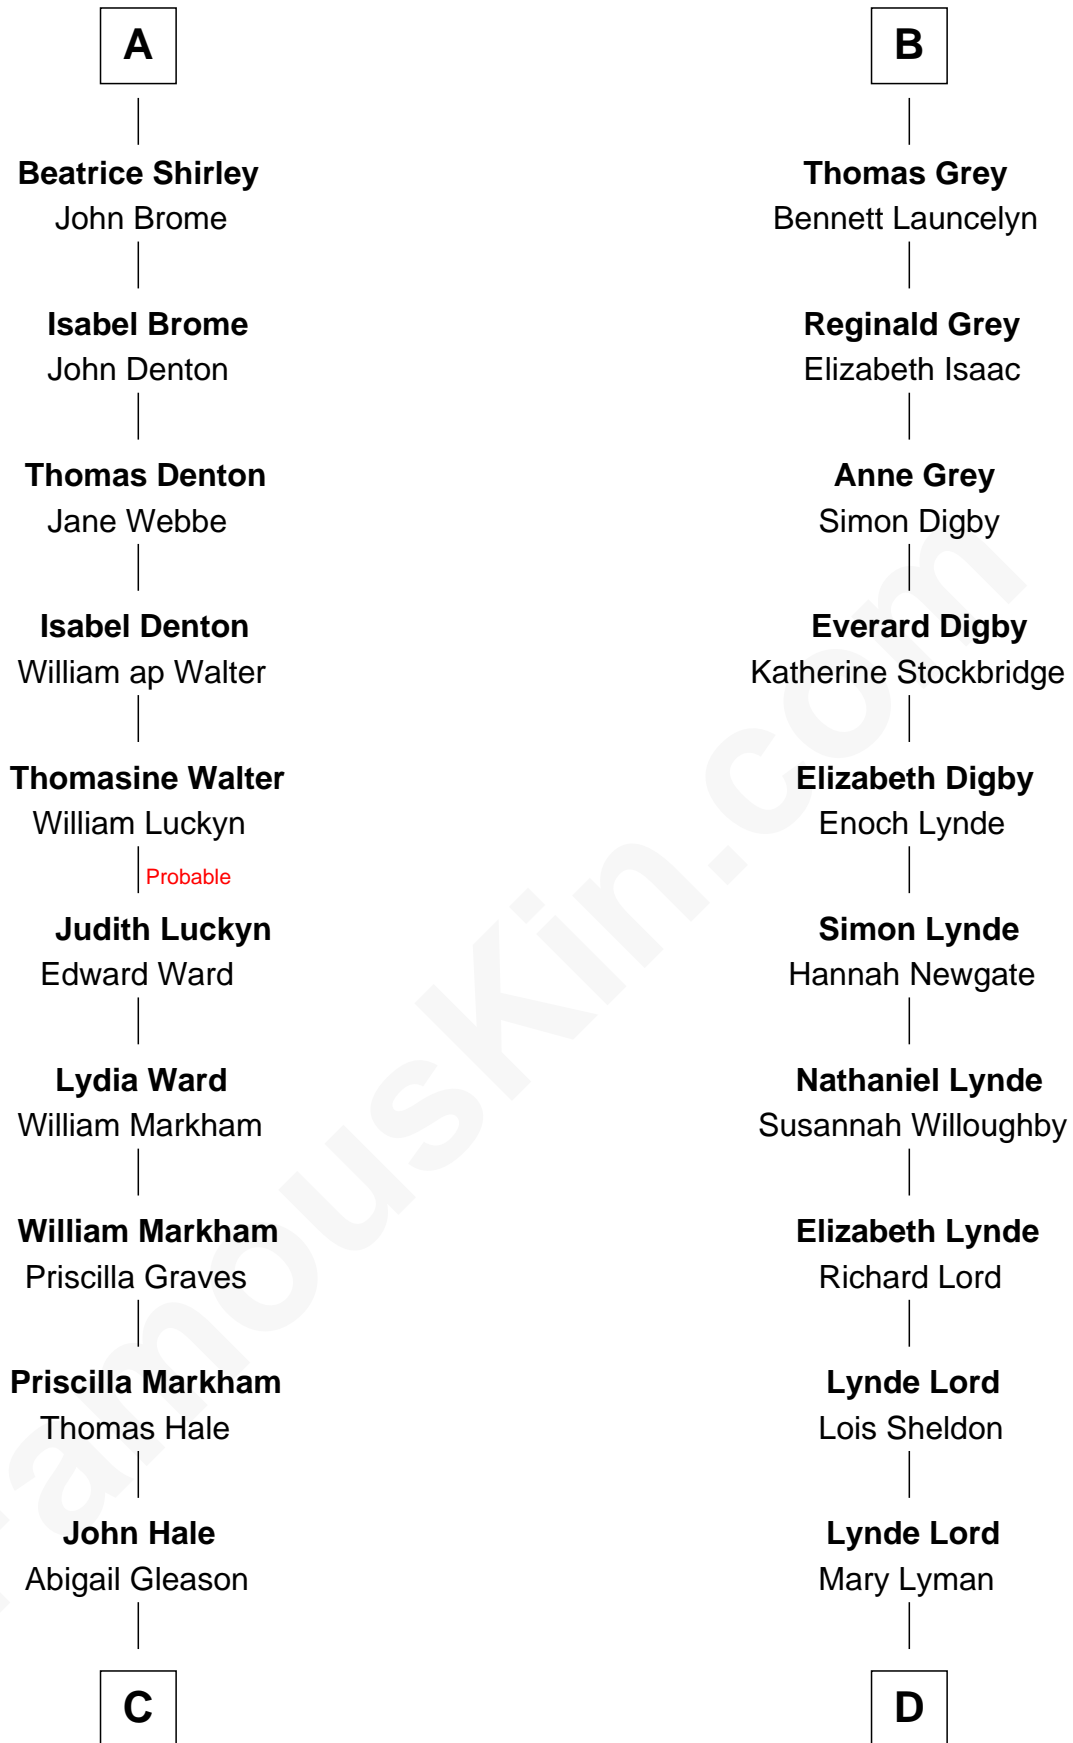 A
Beatrice Shirley
John Brome
Isabel Brome
John Denton
Thomas Denton
Jane Webbe
Isabel Denton
William ap Walter
Thomasine Walter
William Luckyn
Probable
Judith Luckyn
Edward Ward
Lydia Ward
William Markham
William Markham
Priscilla Graves
Priscilla Markham
Thomas Hale
John Hale
Abigail Gleason
C
B
Thomas Grey
Bennett Launcelyn
Reginald Grey
Elizabeth Isaac
Anne Grey
Simon Digby
Everard Digby
Katherine Stockbridge
Elizabeth Digby
Enoch Lynde
Simon Lynde
Hannah Newgate
Nathaniel Lynde
Susannah Willoughby
Elizabeth Lynde
Richard Lord
Lynde Lord
Lois Sheldon
Lynde Lord
Mary Lyman
D
FamousKin.com